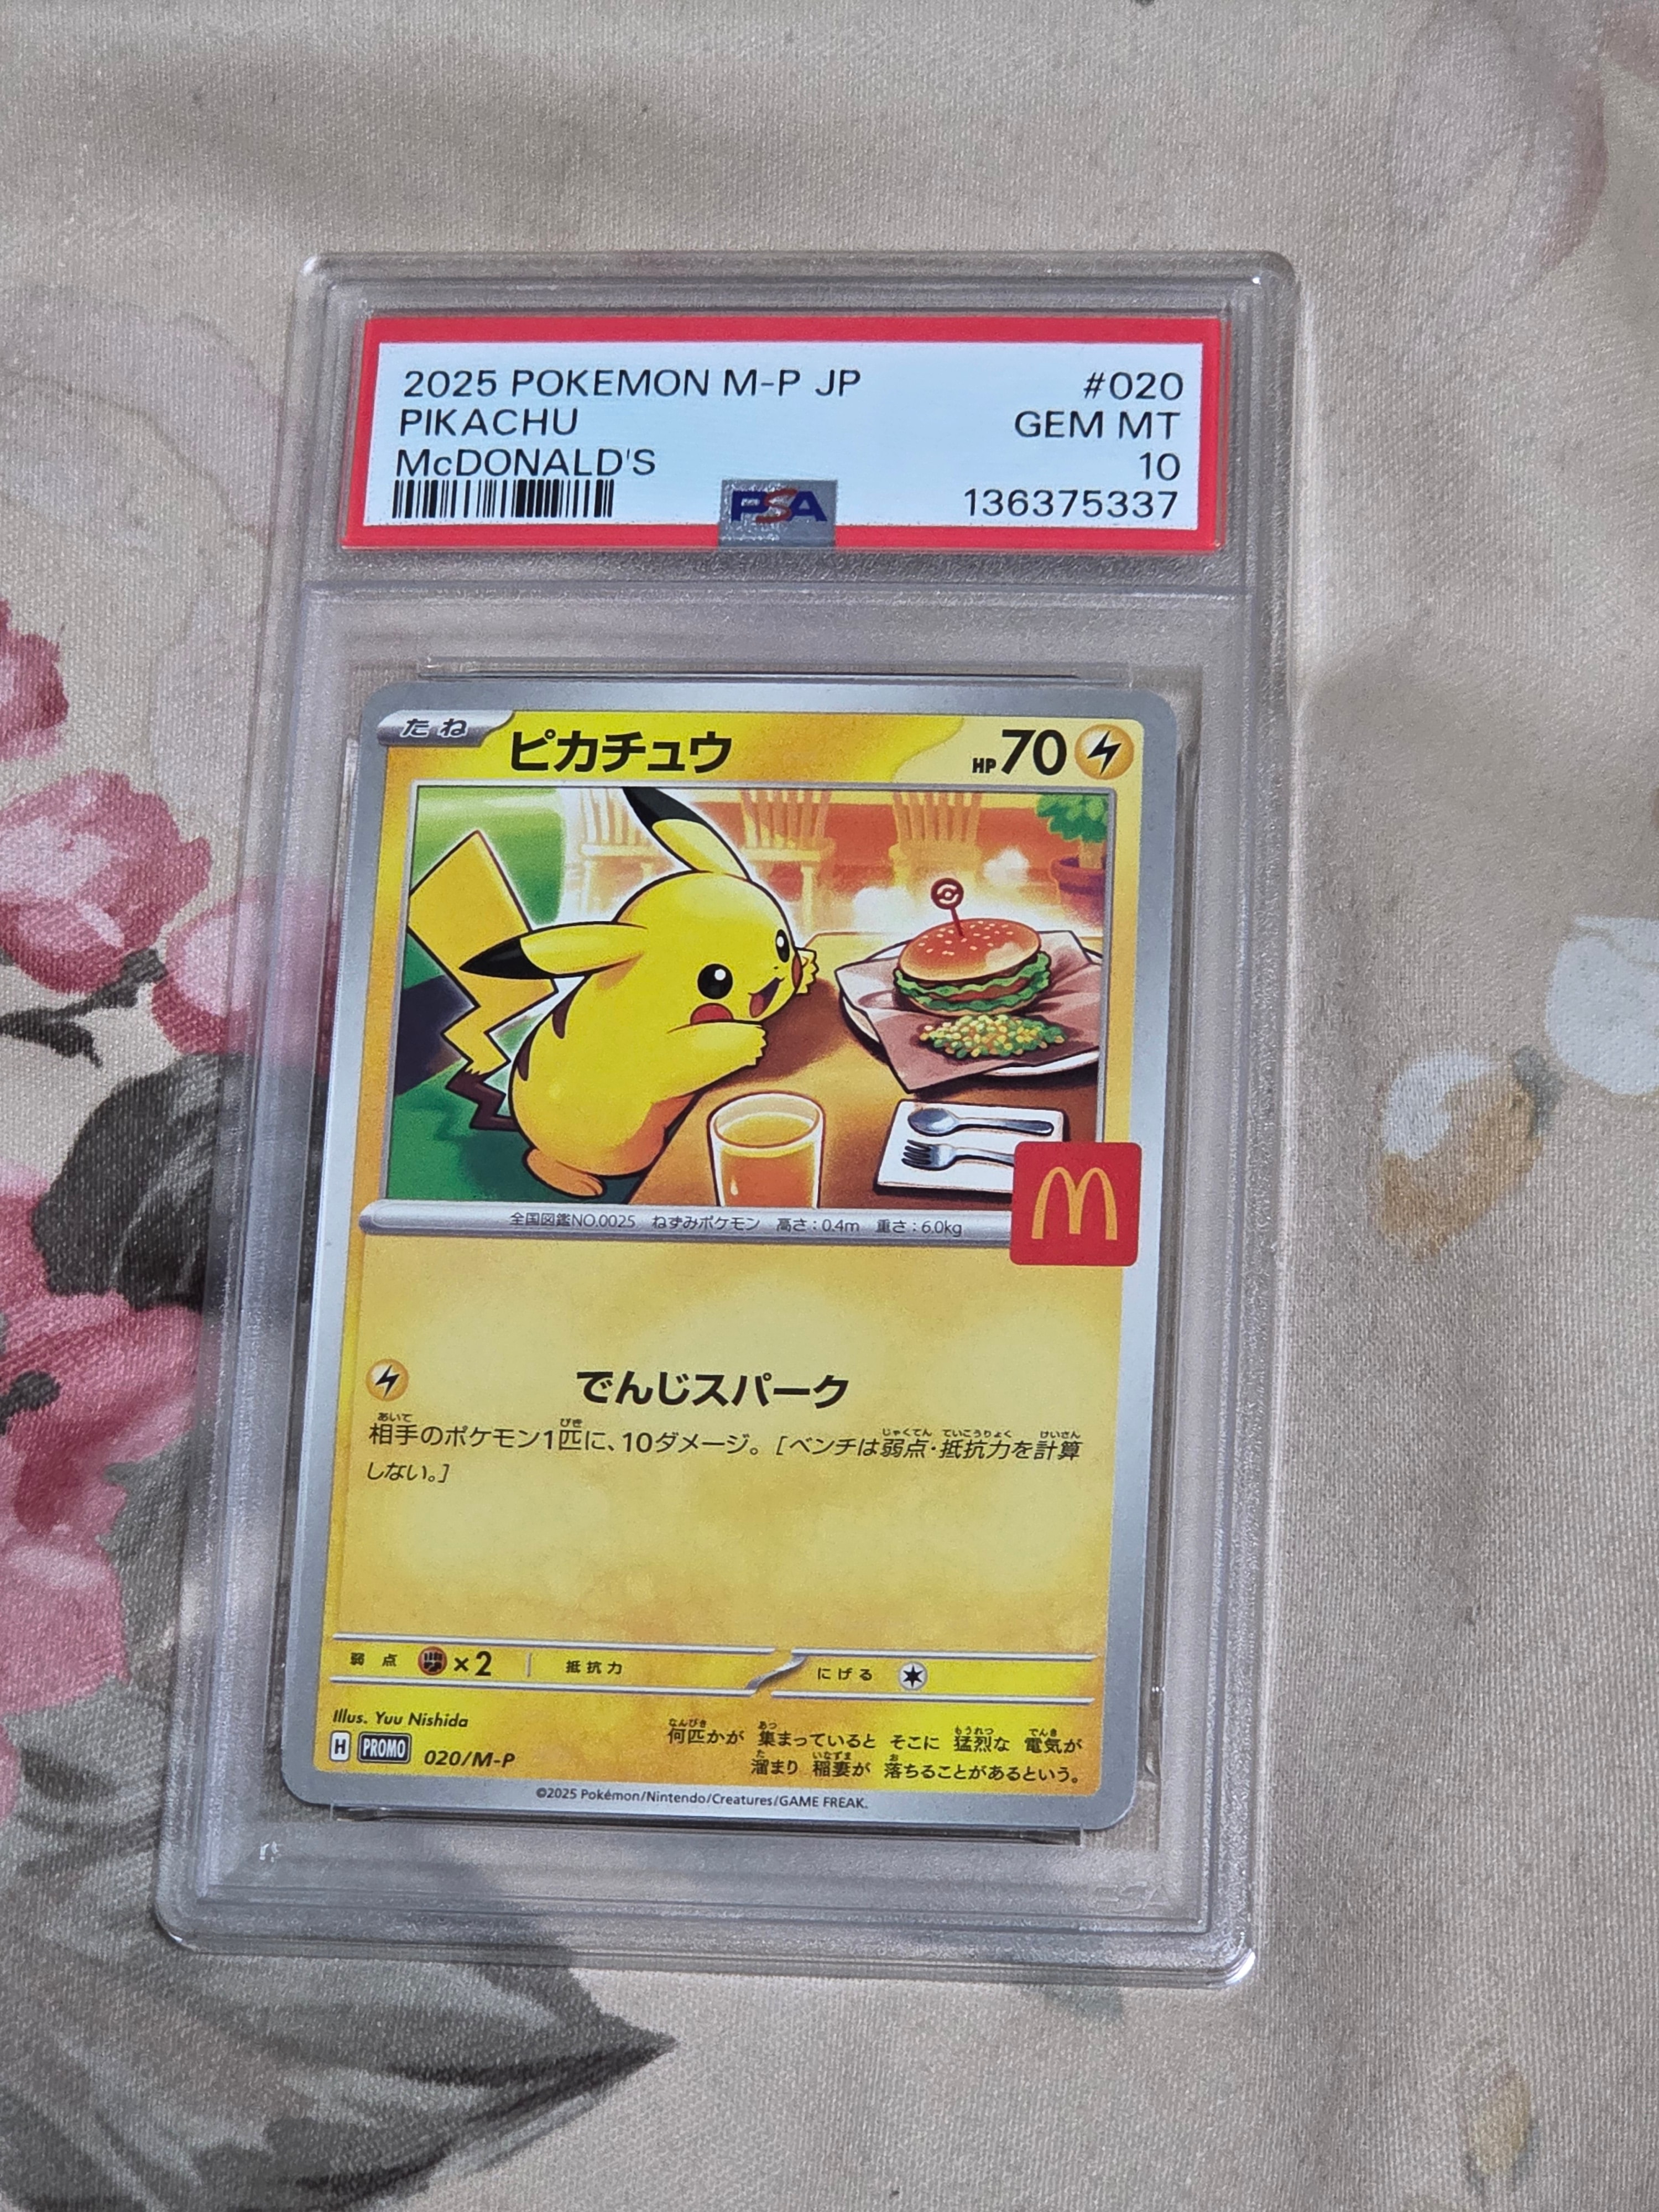 2025 POKEMON M-P JP #020
PIKACHU GEM MT
McDONALD'S 10
PSA 136375337
たね ピカチュウ HP70
M
全国図鑑NO.0025 ねずみポケモン 高さ:0.4m 重さ:6.0kg
でんじスパーク
相手のポケモン1匹に、10ダメージ。[ベンチは弱点・抵抗力を計算
しない。]
弱点 ×2 抵抗力 にげる
Illus. Yuu Nishida
H PROMO 020/M-P
何匹かが 集まっていると そこに 猛烈な 電気が
溜まり 稲妻が 落ちることがあるという。
©2025 Pokémon/Nintendo/Creatures/GAME FREAK.